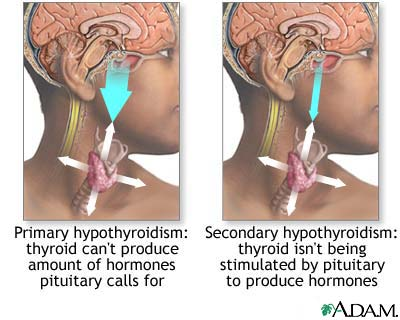 Primary hypothyroidism:
thyroid can't produce
amount of hormones
pituitary calls for
Secondary hypothyroidism:
thyroid isn't being
stimulated by pituitary
to produce hormones
ADAM.